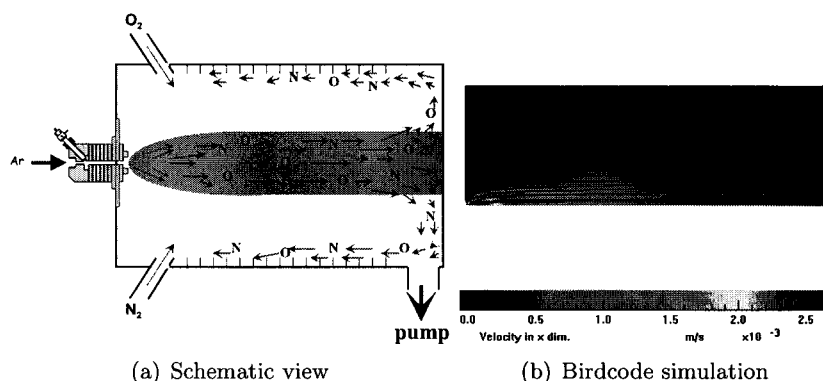 O2
Ar
N
O
N
O
O
N
N
O
N
O
N
O
N
O
N
O
N2
pump
0.0 0.5 1.0 1.5 2.0 2.5
Velocity in x dim. m/s x10 -3
(a) Schematic view
(b) Birdcode simulation